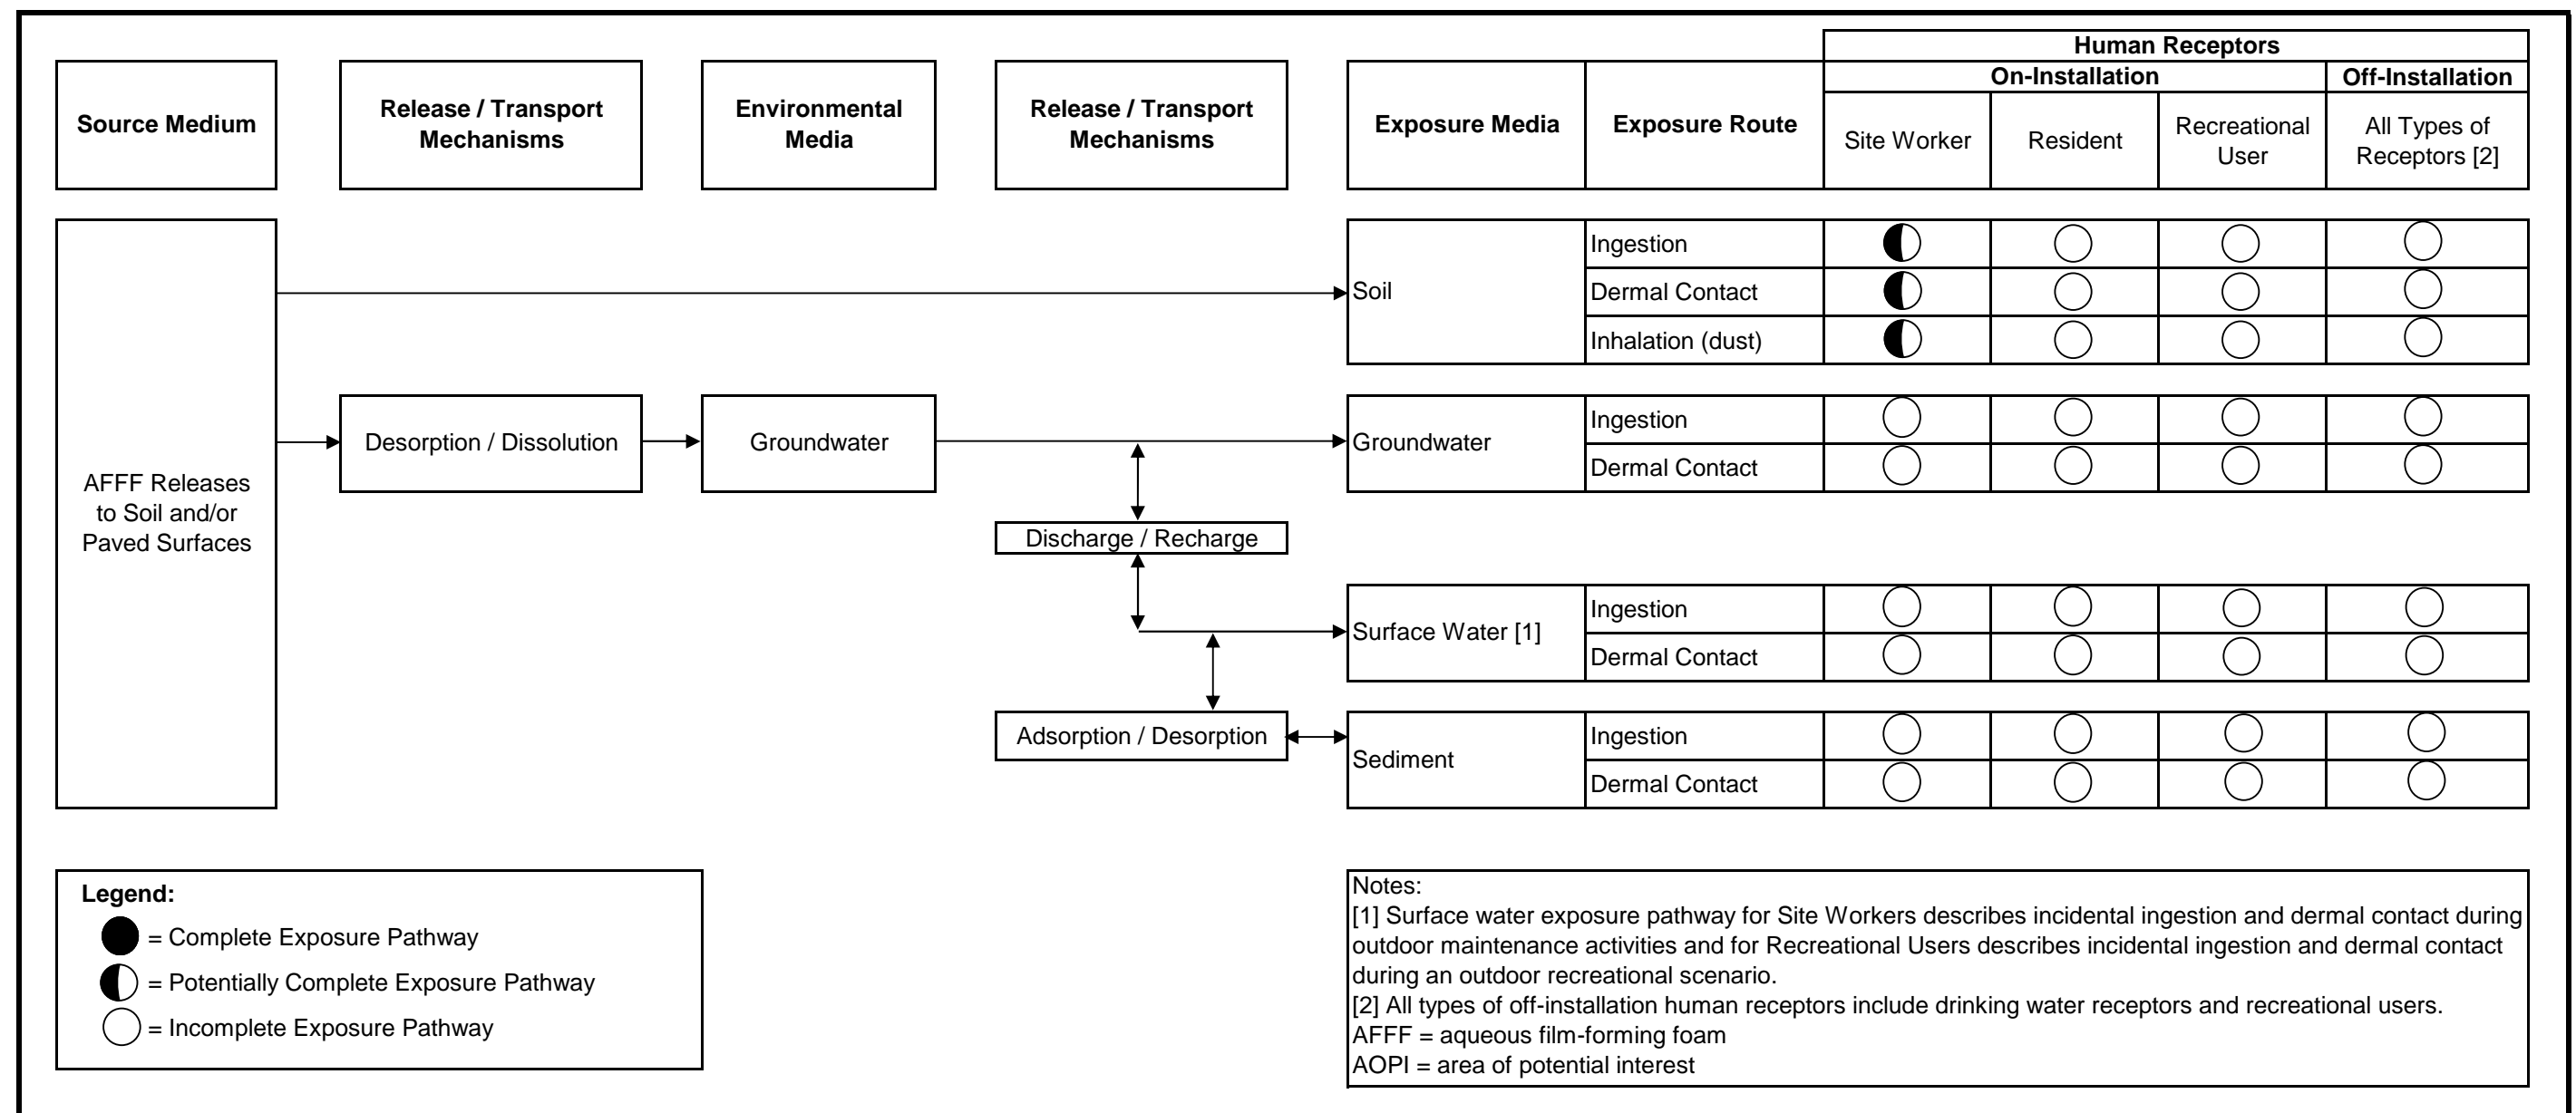 Human Receptors
On-Installation
Off-Installation
Source Medium
Release / Transport
Mechanisms
Environmental
Media
Release / Transport
Mechanisms
Exposure Media
Exposure Route
Site Worker
Resident
Recreational
User
All Types of
Receptors [2]
AFFF Releases
to Soil and/or
Paved Surfaces
Soil
Ingestion
Dermal Contact
Inhalation (dust)
Desorption / Dissolution
Groundwater
Groundwater
Ingestion
Dermal Contact
Discharge / Recharge
Surface Water [1]
Ingestion
Dermal Contact
Adsorption / Desorption
Sediment
Ingestion
Dermal Contact
Legend:
= Complete Exposure Pathway
= Potentially Complete Exposure Pathway
= Incomplete Exposure Pathway
Notes:
[1] Surface water exposure pathway for Site Workers describes incidental ingestion and dermal contact during
outdoor maintenance activities and for Recreational Users describes incidental ingestion and dermal contact
during an outdoor recreational scenario.
[2] All types of off-installation human receptors include drinking water receptors and recreational users.
AFFF = aqueous film-forming foam
AOPI = area of potential interest